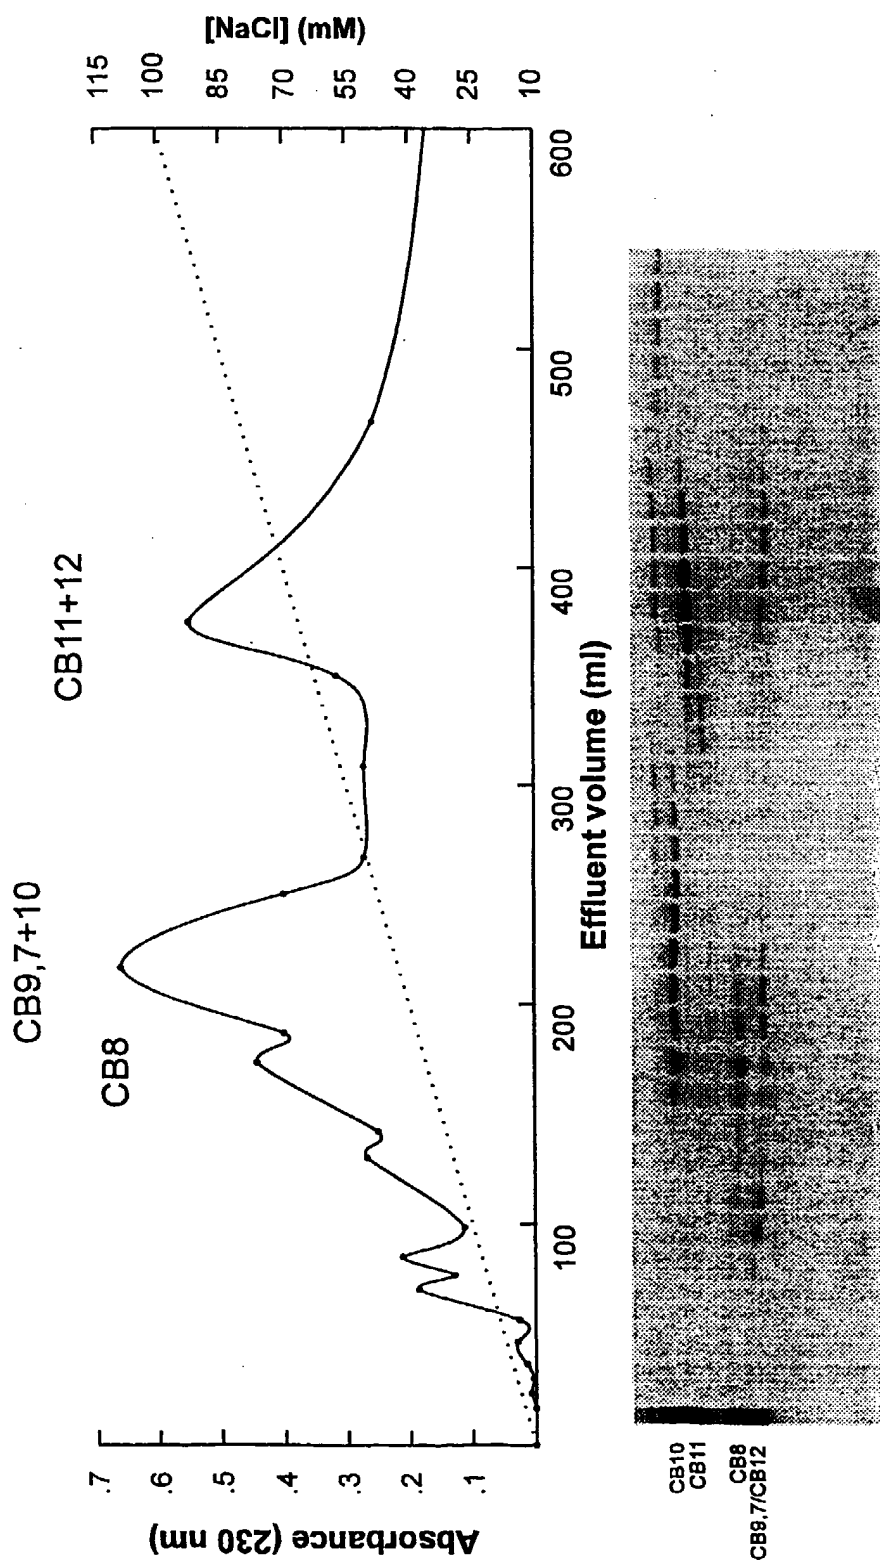 CB9,7+10
CB8
CB11+12
Absorbance (230 nm)
.7
.6
.5
.4
.3
.2
.1
[NaCl] (mM)
115
100
85
70
55
40
25
10
100
200
300
400
500
600
Effluent volume (ml)
CB10
CB11
CB8
CB9,7/CB12